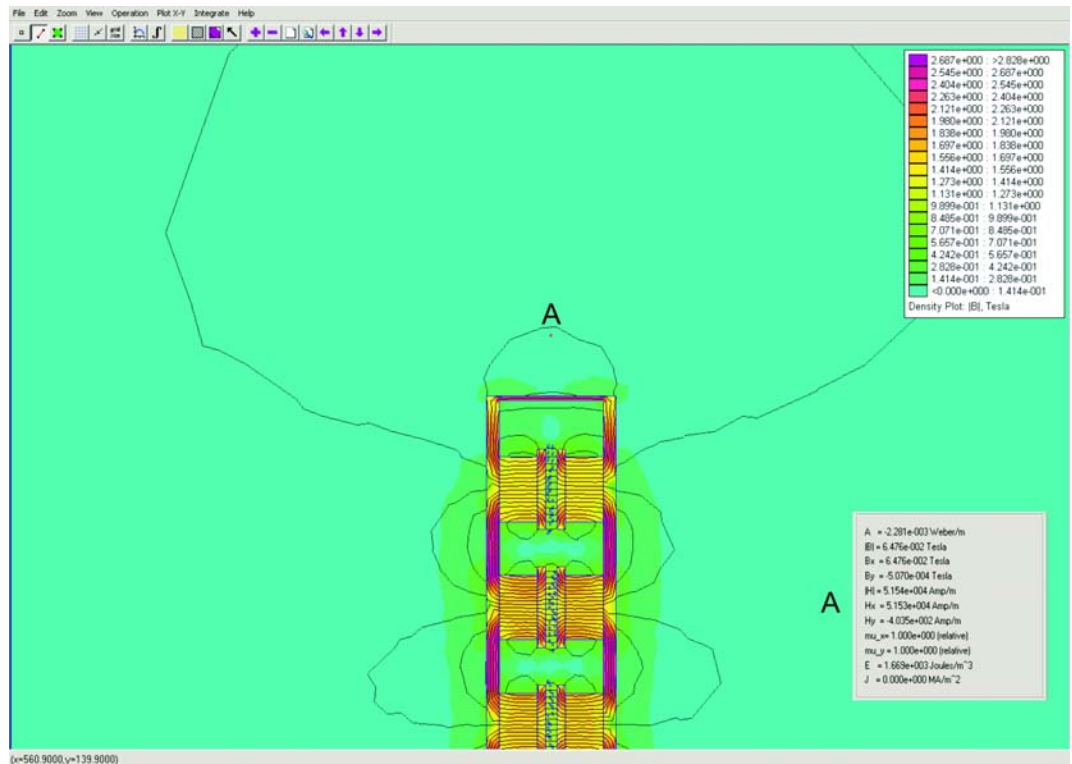 File Edit Zoom View Operation Plot X-Y Integrate Help
2.687e+000 : >2.828e+000
2.545e+000 : 2.687e+000
2.404e+000 : 2.545e+000
2.263e+000 : 2.404e+000
2.121e+000 : 2.263e+000
1.980e+000 : 2.121e+000
1.838e+000 : 1.980e+000
1.697e+000 : 1.838e+000
1.556e+000 : 1.697e+000
1.414e+000 : 1.556e+000
1.273e+000 : 1.414e+000
1.131e+000 : 1.273e+000
9.899e-001 : 1.131e+000
8.485e-001 : 9.899e-001
7.071e-001 : 8.485e-001
5.657e-001 : 7.071e-001
4.242e-001 : 5.657e-001
2.828e-001 : 4.242e-001
1.414e-001 : 2.828e-001
<0.000e+000 : 1.414e-001
Density Plot: |B|, Tesla
A
A = -2.281e-003 Weber/m
|B| = 6.476e-002 Tesla
Bx = 6.476e-002 Tesla
By = -5.070e-004 Tesla
|H| = 5.154e+004 Amp/m
Hx = 5.153e+004 Amp/m
Hy = -4.035e+002 Amp/m
mu_x= 1.000e+000 (relative)
mu_y = 1.000e+000 (relative)
E = 1.669e+003 Joules/m^3
J = 0.000e+000 MA/m^2
A
(x=560.9000,y=139.9000)